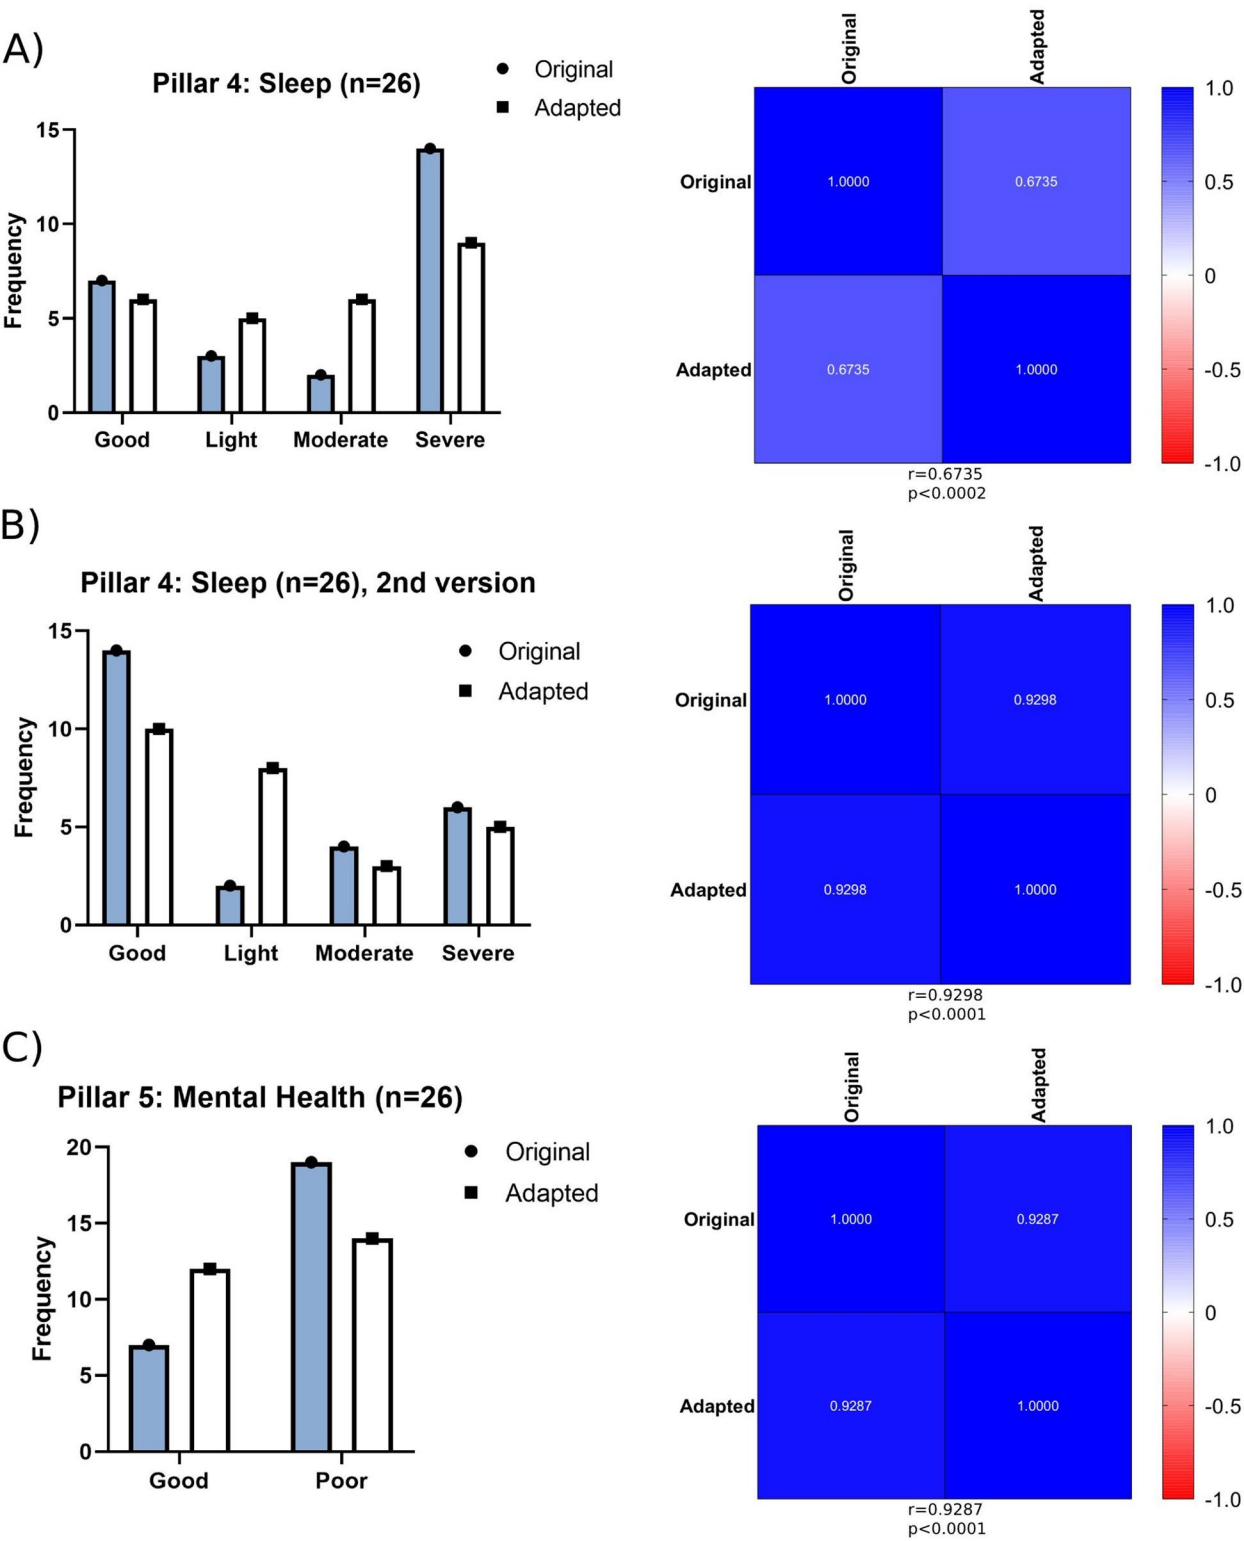 A)
Pillar 4: Sleep (n=26)
Original
Adapted
Frequency
15
10
5
0
Good Light Moderate Severe
Original Adapted
Original 1.0000 0.6735
Adapted 0.6735 1.0000
1.0
0.5
0
-0.5
-1.0
r=0.6735
p<0.0002
B)
Pillar 4: Sleep (n=26), 2nd version
Original
Adapted
Frequency
15
10
5
0
Good Light Moderate Severe
Original Adapted
Original 1.0000 0.9298
Adapted 0.9298 1.0000
1.0
0.5
0
-0.5
-1.0
r=0.9298
p<0.0001
C)
Pillar 5: Mental Health (n=26)
Original
Adapted
Frequency
20
15
10
5
0
Good Poor
Original Adapted
Original 1.0000 0.9287
Adapted 0.9287 1.0000
1.0
0.5
0
-0.5
-1.0
r=0.9287
p<0.0001